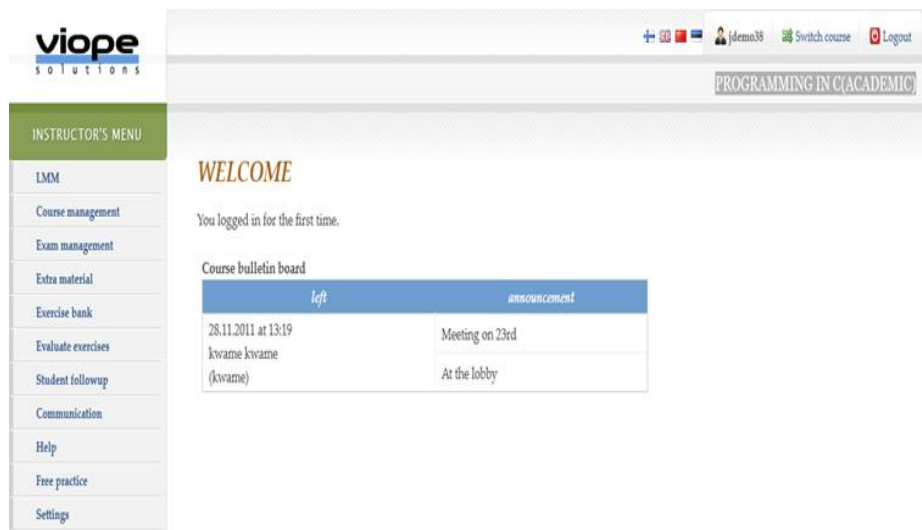 viope
solutions
jdemo38 Switch course Logout
PROGRAMMING IN C(ACADEMIC)
INSTRUCTOR'S MENU
LMM
Course management
Exam management
Extra material
Exercise bank
Evaluate exercises
Student followup
Communication
Help
Free practice
Settings
WELCOME
You logged in for the first time.
Course bulletin board
left announcement
28.11.2011 at 13:19
kwame kwame
(kwame)
Meeting on 23rd
At the lobby